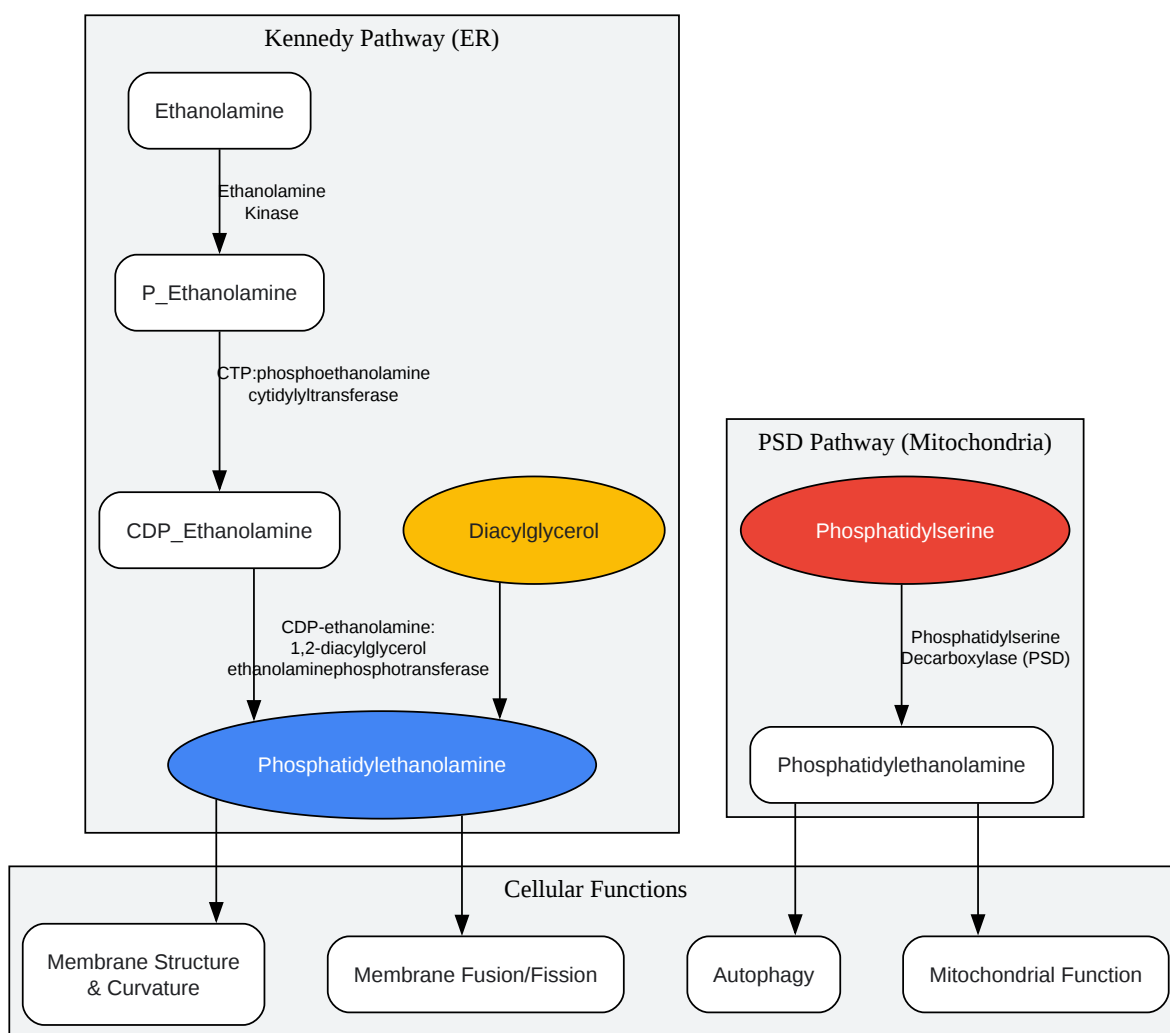 Kennedy Pathway (ER)
Ethanolamine
Ethanolamine
Kinase
P_Ethanolamine
CTP:phosphoethanolamine
cytidylyltransferase
CDP_Ethanolamine
Diacylglycerol
CDP-ethanolamine:
1,2-diacylglycerol
ethanolaminephosphotransferase
Phosphatidylethanolamine
PSD Pathway (Mitochondria)
Phosphatidylserine
Phosphatidylserine
Decarboxylase (PSD)
Phosphatidylethanolamine
Cellular Functions
Membrane Structure
& Curvature
Membrane Fusion/Fission
Autophagy
Mitochondrial Function